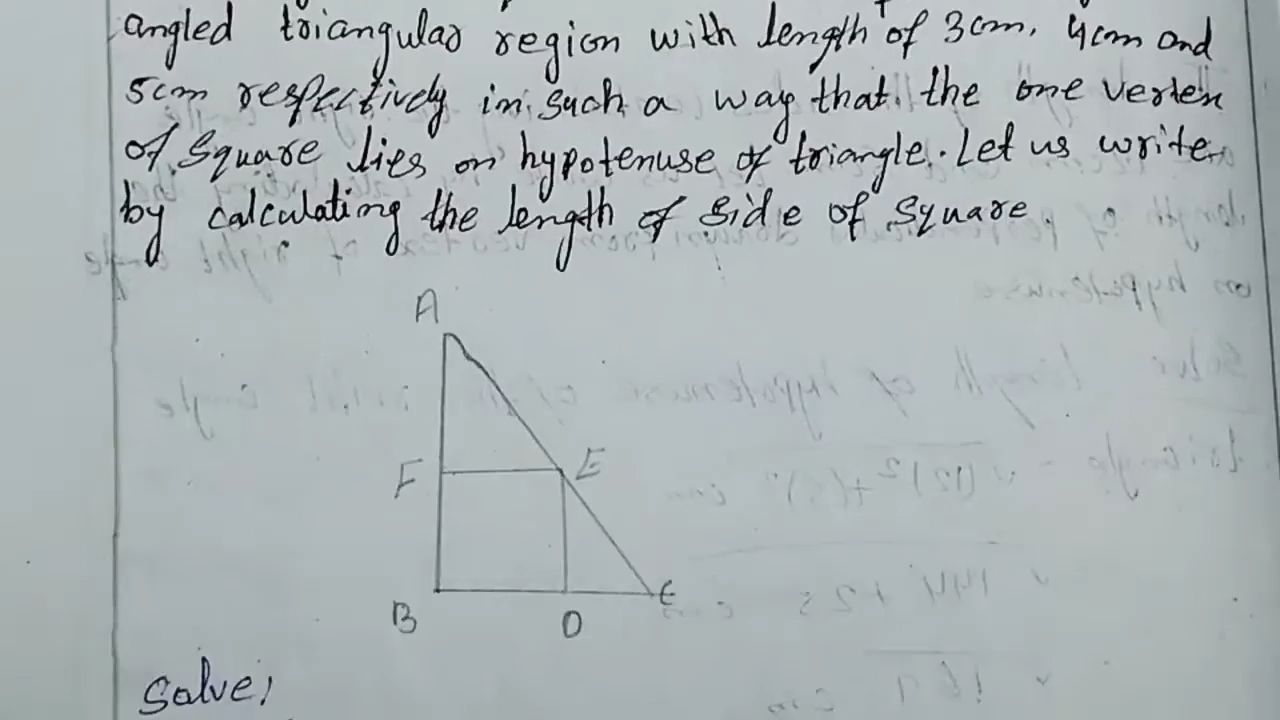 angled triangular region with length of 3cm, 4cm and
5cm respectively in such a way that the one vertex
of square lies on hypotenuse of triangle. Let us write
by calculating the length of side of square.
A
F
E
B
D
C
Solve: